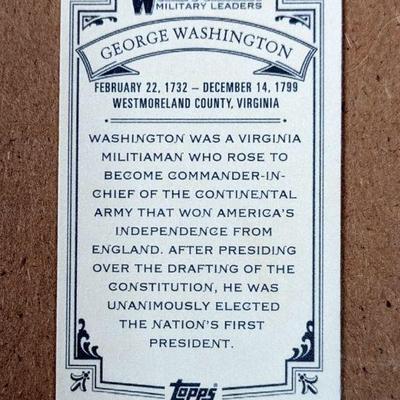 MILITARY LEADERS
GEORGE WASHINGTON
FEBRUARY 22, 1732 – DECEMBER 14, 1799
WESTMORELAND COUNTY, VIRGINIA
WASHINGTON WAS A VIRGINIA
MILITIAMAN WHO ROSE TO
BECOME COMMANDER-IN-
CHIEF OF THE CONTINENTAL
ARMY THAT WON AMERICA'S
INDEPENDENCE FROM
ENGLAND. AFTER PRESIDING
OVER THE DRAFTING OF THE
CONSTITUTION, HE WAS
UNANIMOUSLY ELECTED
THE NATION'S FIRST
PRESIDENT.
topps